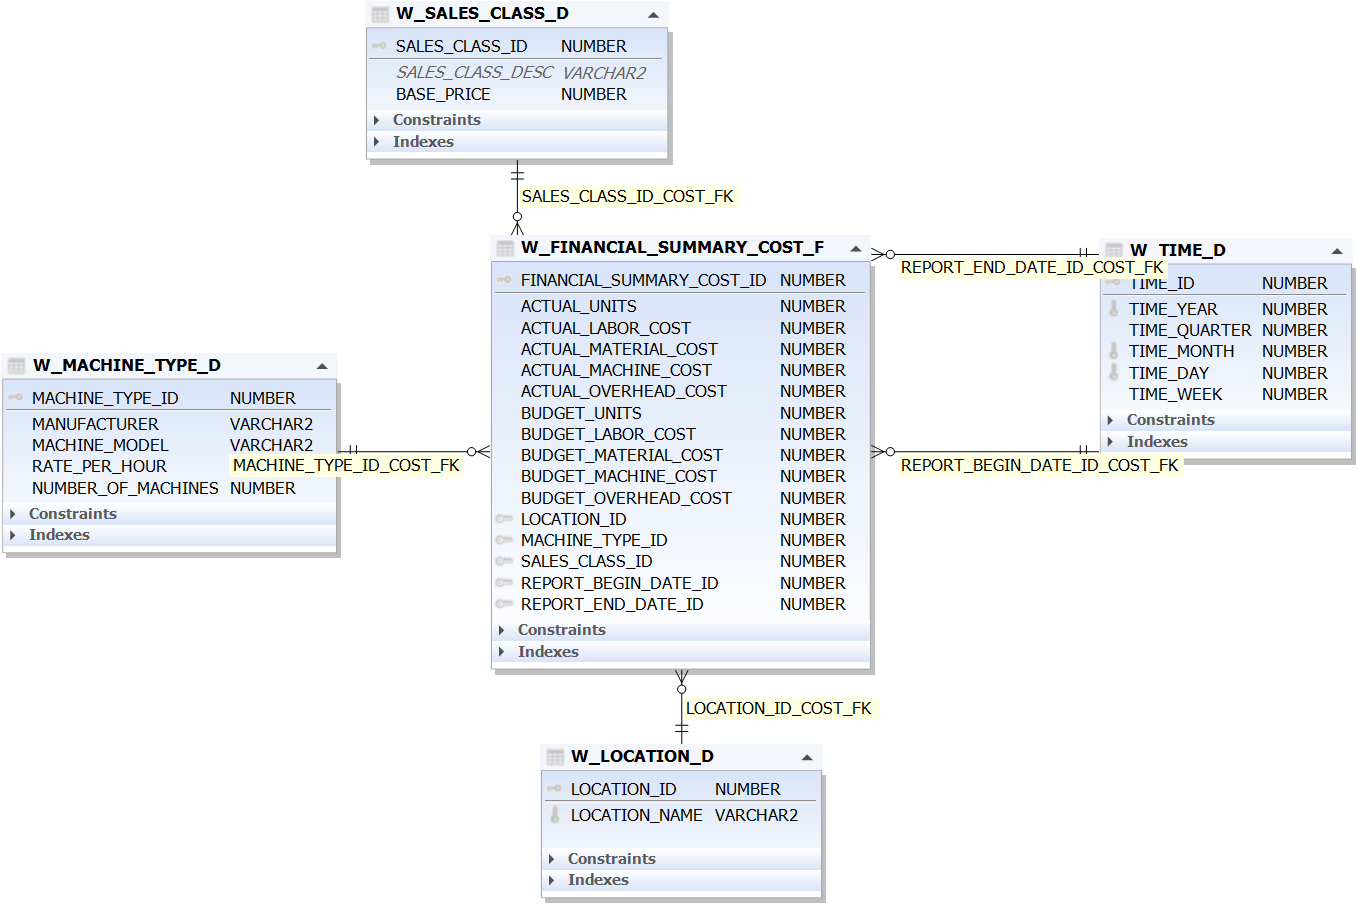 W_SALES_CLASS_D
SALES_CLASS_ID NUMBER
SALES_CLASS_DESC VARCHAR2
BASE_PRICE NUMBER
Constraints
Indexes
SALES_CLASS_ID_COST_FK
W_FINANCIAL_SUMMARY_COST_F
FINANCIAL_SUMMARY_COST_ID NUMBER
ACTUAL_UNITS NUMBER
ACTUAL_LABOR_COST NUMBER
ACTUAL_MATERIAL_COST NUMBER
ACTUAL_MACHINE_COST NUMBER
ACTUAL_OVERHEAD_COST NUMBER
BUDGET_UNITS NUMBER
BUDGET_LABOR_COST NUMBER
BUDGET_MATERIAL_COST NUMBER
BUDGET_MACHINE_COST NUMBER
BUDGET_OVERHEAD_COST NUMBER
LOCATION_ID NUMBER
MACHINE_TYPE_ID NUMBER
SALES_CLASS_ID NUMBER
REPORT_BEGIN_DATE_ID NUMBER
REPORT_END_DATE_ID NUMBER
Constraints
Indexes
REPORT_END_DATE_ID_COST_FK
W_TIME_D
TIME_ID NUMBER
TIME_YEAR NUMBER
TIME_QUARTER NUMBER
TIME_MONTH NUMBER
TIME_DAY NUMBER
TIME_WEEK NUMBER
Constraints
Indexes
REPORT_BEGIN_DATE_ID_COST_FK
W_MACHINE_TYPE_D
MACHINE_TYPE_ID NUMBER
MANUFACTURER VARCHAR2
MACHINE_MODEL VARCHAR2
RATE_PER_HOUR
NUMBER_OF_MACHINES NUMBER
Constraints
Indexes
MACHINE_TYPE_ID_COST_FK
LOCATION_ID_COST_FK
W_LOCATION_D
LOCATION_ID NUMBER
LOCATION_NAME VARCHAR2
Constraints
Indexes